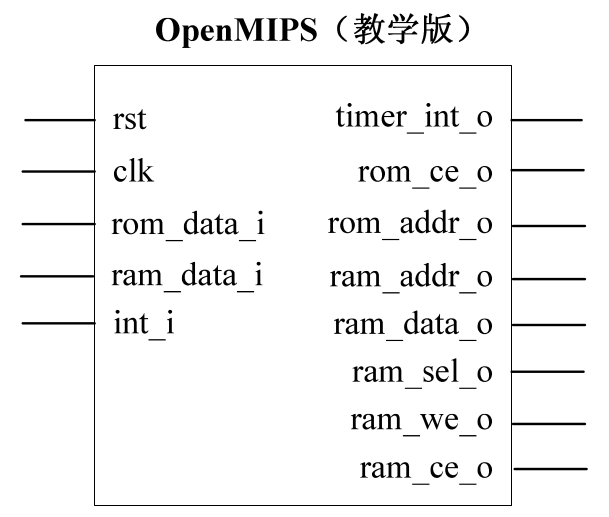 OpenMIPS（教学版）
rst
clk
rom_data_i
ram_data_i
int_i
timer_int_o
rom_ce_o
rom_addr_o
ram_addr_o
ram_data_o
ram_sel_o
ram_we_o
ram_ce_o